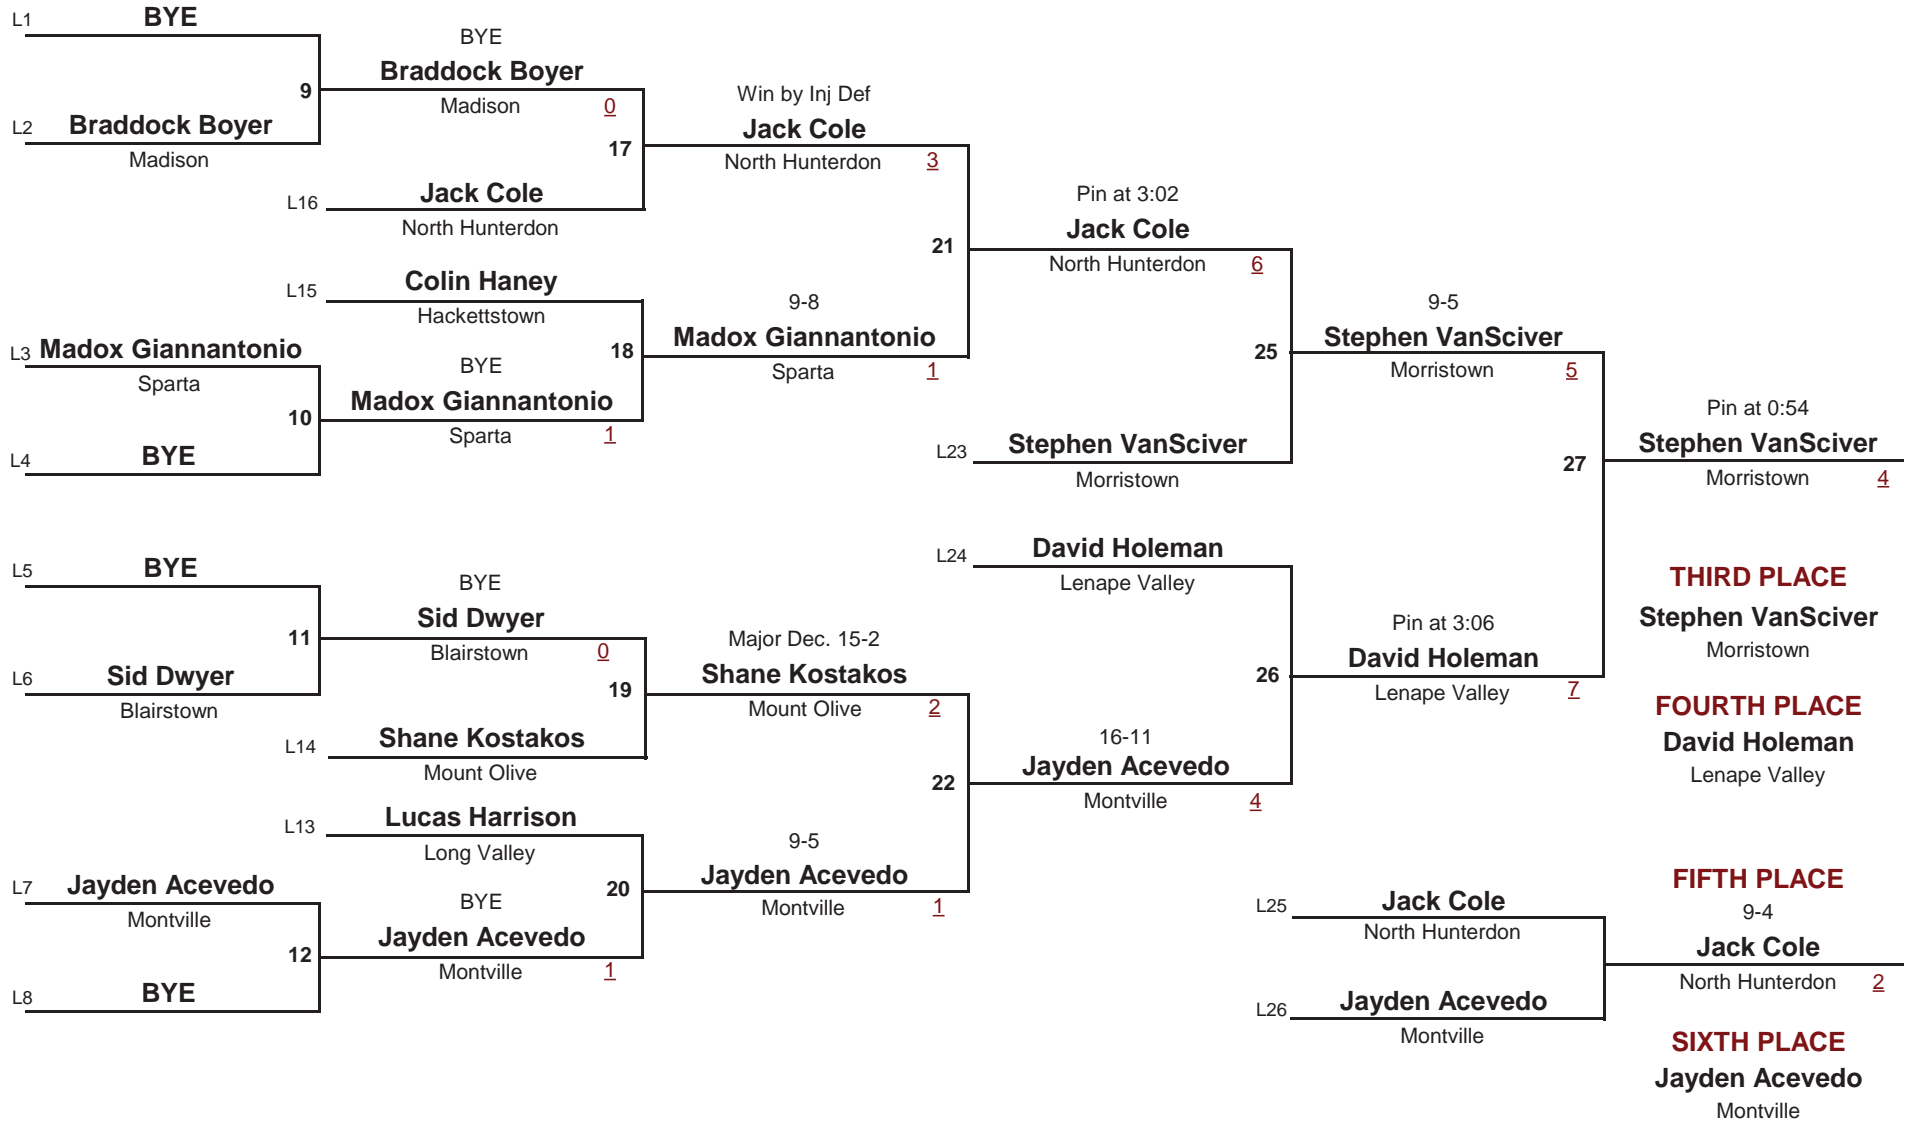 L1
BYE
9
L2
Braddock Boyer
Madison
BYE
Braddock Boyer
Madison
0
17
L16
Jack Cole
North Hunterdon
Win by Inj Def
Jack Cole
North Hunterdon
3
L15
Colin Haney
Hackettstown
18
L3
Madox Giannantonio
Sparta
10
L4
BYE
BYE
Madox Giannantonio
Sparta
1
9-8
Madox Giannantonio
Sparta
1
21
Pin at 3:02
Jack Cole
North Hunterdon
6
25
L23
Stephen VanSciver
Morristown
9-5
Stephen VanSciver
Morristown
5
27
Pin at 0:54
Stephen VanSciver
Morristown
4
L5
BYE
11
L6
Sid Dwyer
Blairstown
BYE
Sid Dwyer
Blairstown
0
19
L14
Shane Kostakos
Mount Olive
Major Dec. 15-2
Shane Kostakos
Mount Olive
2
L13
Lucas Harrison
Long Valley
20
L7
Jayden Acevedo
Montville
12
L8
BYE
BYE
Jayden Acevedo
Montville
1
9-5
Jayden Acevedo
Montville
1
22
L24
David Holeman
Lenape Valley
26
16-11
Jayden Acevedo
Montville
4
Pin at 3:06
David Holeman
Lenape Valley
7
THIRD PLACE
Stephen VanSciver
Morristown
FOURTH PLACE
David Holeman
Lenape Valley
L25
Jack Cole
North Hunterdon
L26
Jayden Acevedo
Montville
FIFTH PLACE
9-4
Jack Cole
North Hunterdon
2
SIXTH PLACE
Jayden Acevedo
Montville